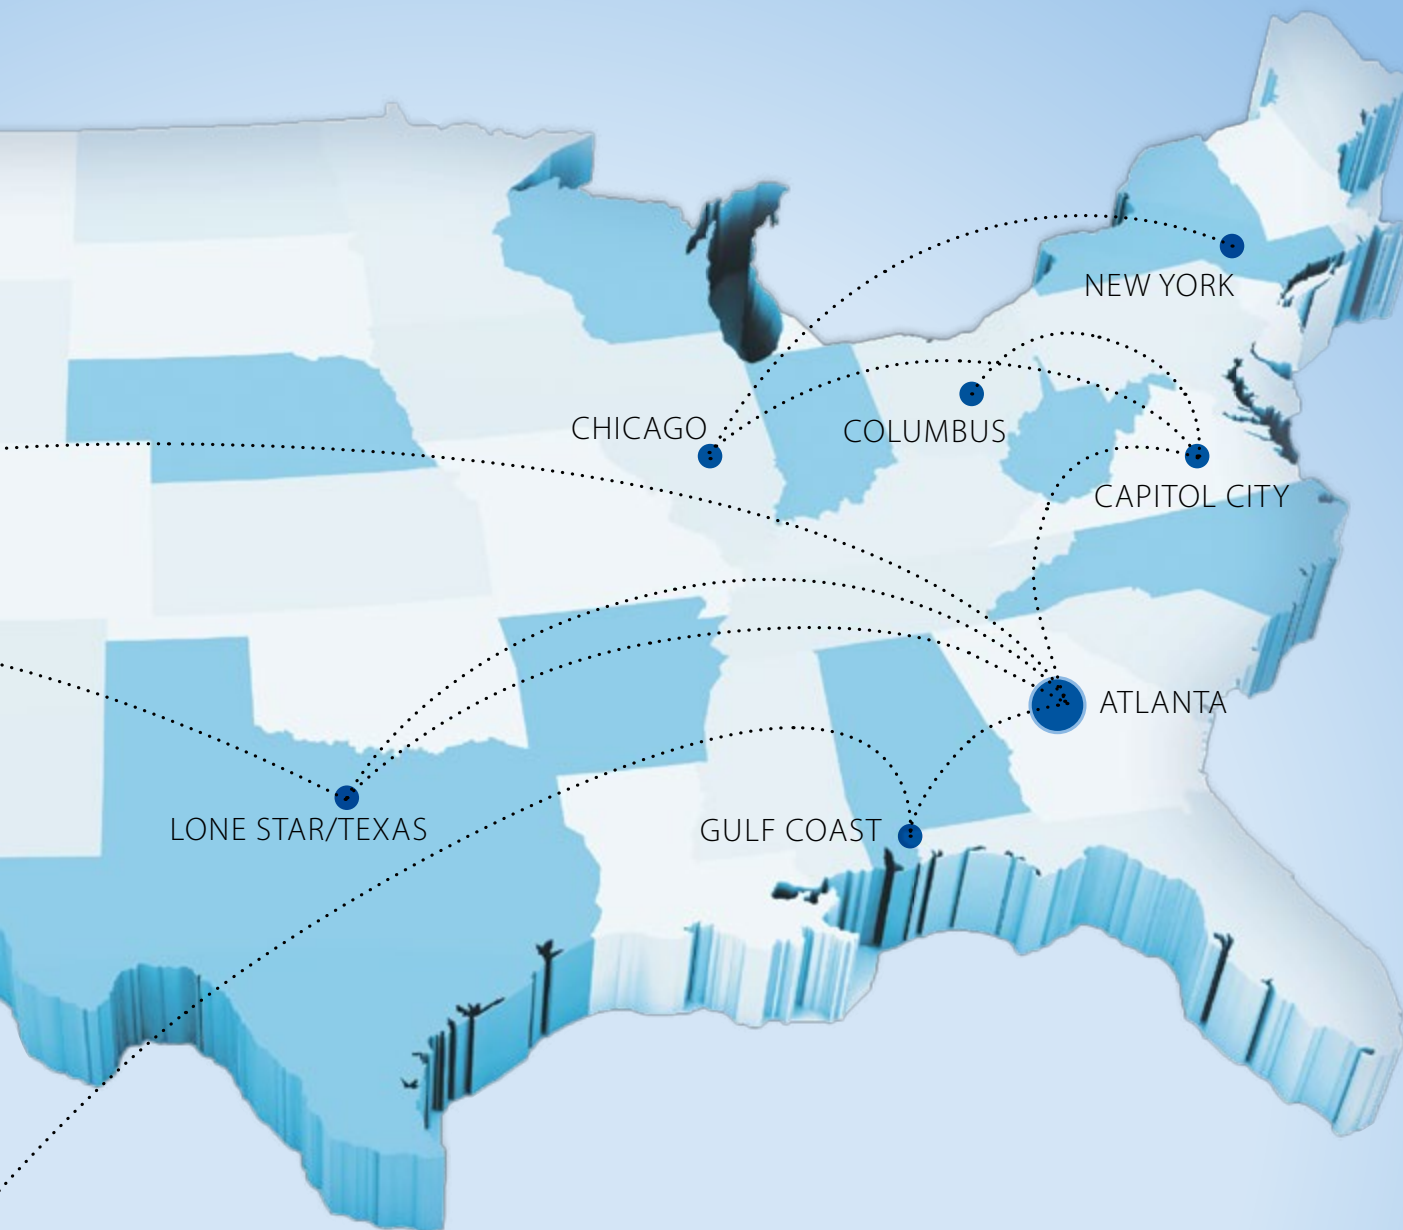 NEW YORK
CHICAGO
COLUMBUS
CAPITOL CITY
ATLANTA
LONE STAR/TEXAS
GULF COAST